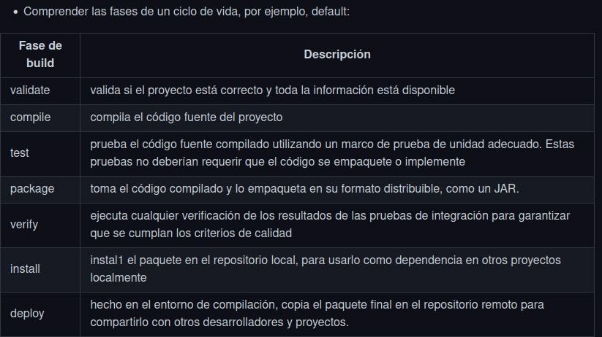 • Comprender las fases de un ciclo de vida, por ejemplo, default:
Fase de
build
Descripción
validate
valida si el proyecto está correcto y toda la información está disponible
compile
compila el código fuente del proyecto
test
prueba el código fuente compilado utilizando un marco de prueba de unidad adecuado. Estas
pruebas no deberían requerir que el código se empaquete o implemente
package
toma el código compilado y lo empaqueta en su formato distribuible, como un JAR.
verify
ejecuta cualquier verificación de los resultados de las pruebas de integración para garantizar
que se cumplan los criterios de calidad
install
instal1 el paquete en el repositorio local, para usarlo como dependencia en otros proyectos
localmente
deploy
hecho en el entorno de compilación, copia el paquete final en el repositorio remoto para
compartirlo con otros desarrolladores y proyectos.